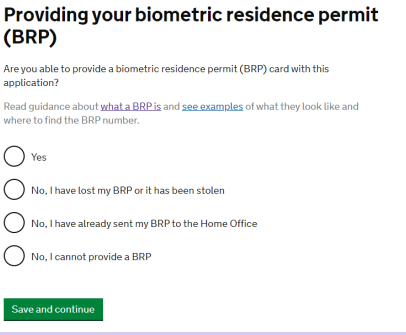 Providing your biometric residence permit
(BRP)
Are you able to provide a biometric residence permit (BRP) card with this
application?
Read guidance about what a BRP is and see examples of what they look like and
where to find the BRP number.
Yes
No, I have lost my BRP or it has been stolen
No, I have already sent my BRP to the Home Office
No, I cannot provide a BRP
Save and continue